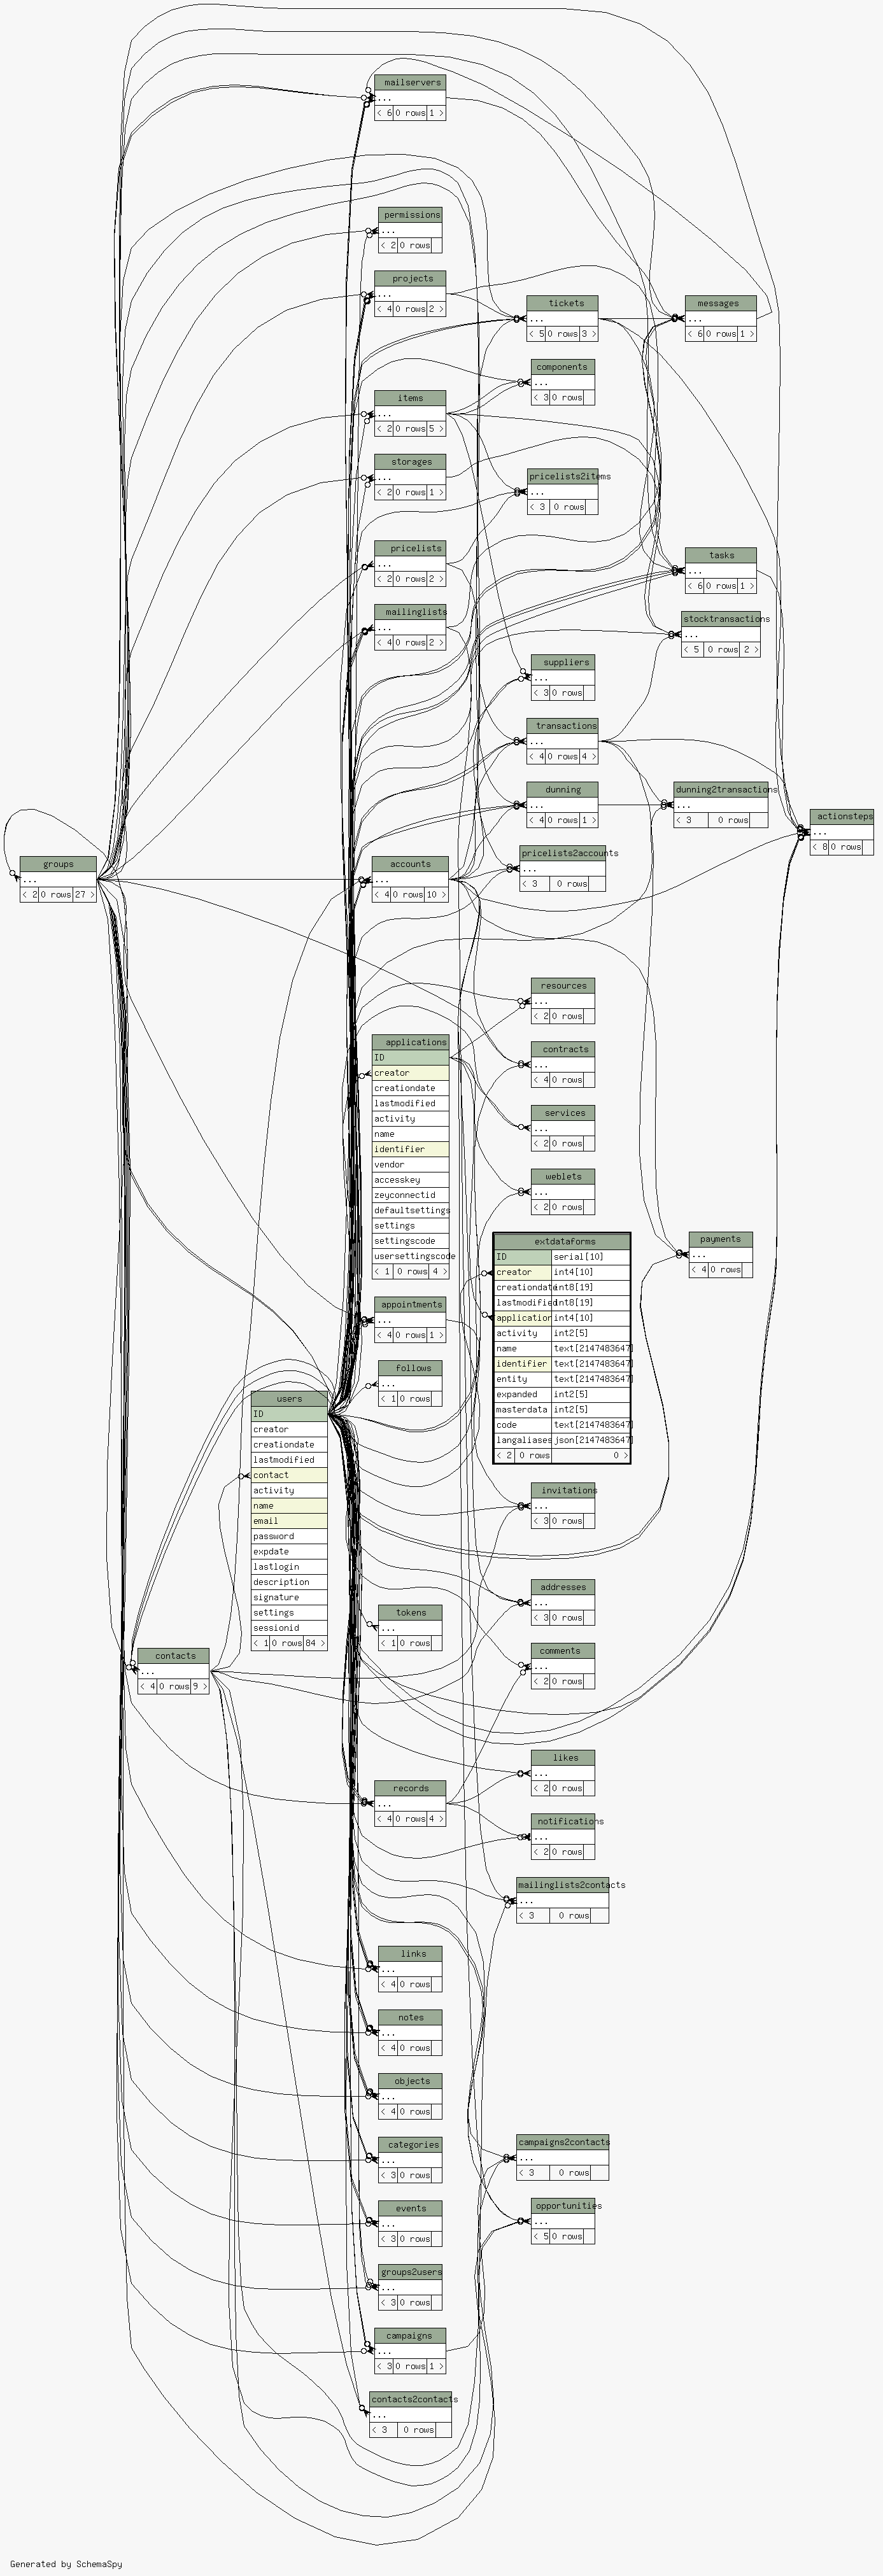 mailservers
...
< 6 0 rows 1 >
permissions
...
< 2 0 rows
projects
...
< 4 0 rows 2 >
tickets
...
< 5 0 rows 3 >
messages
...
< 6 0 rows 1 >
components
...
< 3 0 rows
items
...
< 2 0 rows 5 >
storages
...
< 2 0 rows 1 >
pricelists2items
...
< 3 0 rows
pricelists
...
< 2 0 rows 2 >
tasks
...
< 6 0 rows 1 >
mailinglists
...
< 4 0 rows 2 >
stocktransactions
...
< 5 0 rows 2 >
suppliers
...
< 3 0 rows
transactions
...
< 4 0 rows 4 >
dunning
...
< 4 0 rows 1 >
dunning2transactions
...
< 3 0 rows
actionsteps
...
< 8 0 rows
groups
...
< 2 0 rows 27 >
accounts
...
< 4 0 rows 10 >
pricelists2accounts
...
< 3 0 rows
resources
...
< 2 0 rows
applications
ID
creator
creationdate
lastmodified
activity
name
identifier
vendor
accesskey
zeyconnectid
defaultsettings
settings
settingscode
usersettingscode
< 1 0 rows 4 >
contracts
...
< 4 0 rows
services
...
< 2 0 rows
weblets
...
< 2 0 rows
extdataforms
ID serial[10]
creator int4[10]
creationdate int8[19]
lastmodified int8[19]
application int4[10]
activity int2[5]
name text[2147483647]
identifier text[2147483647]
entity text[2147483647]
expanded int2[5]
masterdata int2[5]
code text[2147483647]
langaliases json[2147483647]
< 2 0 rows 0 >
payments
...
< 4 0 rows
appointments
...
< 4 0 rows 1 >
follows
...
< 1 0 rows
users
ID
creator
creationdate
lastmodified
contact
activity
name
email
password
expdate
lastlogin
description
signature
settings
sessionid
< 1 0 rows 84 >
invitations
...
< 3 0 rows
addresses
...
< 3 0 rows
tokens
...
< 1 0 rows
comments
...
< 2 0 rows
contacts
...
< 4 0 rows 9 >
likes
...
< 2 0 rows
records
...
< 4 0 rows 4 >
notifications
...
< 2 0 rows
mailinglists2contacts
...
< 3 0 rows
links
...
< 4 0 rows
notes
...
< 4 0 rows
objects
...
< 4 0 rows
categories
...
< 3 0 rows
campaigns2contacts
...
< 3 0 rows
events
...
< 3 0 rows
opportunities
...
< 5 0 rows
groups2users
...
< 3 0 rows
campaigns
...
< 3 0 rows 1 >
contacts2contacts
...
< 3 0 rows
Generated by SchemaSpy